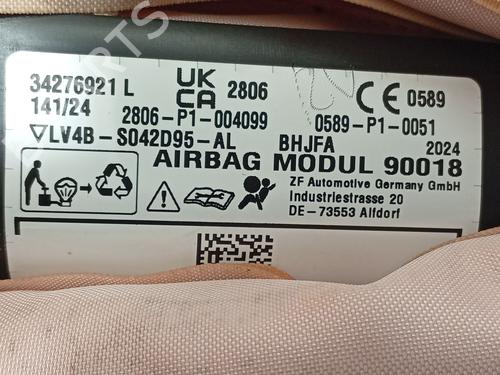 34276921 L
141/24
UK
CA
2806
0589
2806-P1-004099
0589-P1-0051
LV4B-S042D95-AL
BHJFA
2024
AIRBAG MODUL 90018
ZF Automotive Germany GmbH
Industriestrasse 20
DE-73553 Alfdorf